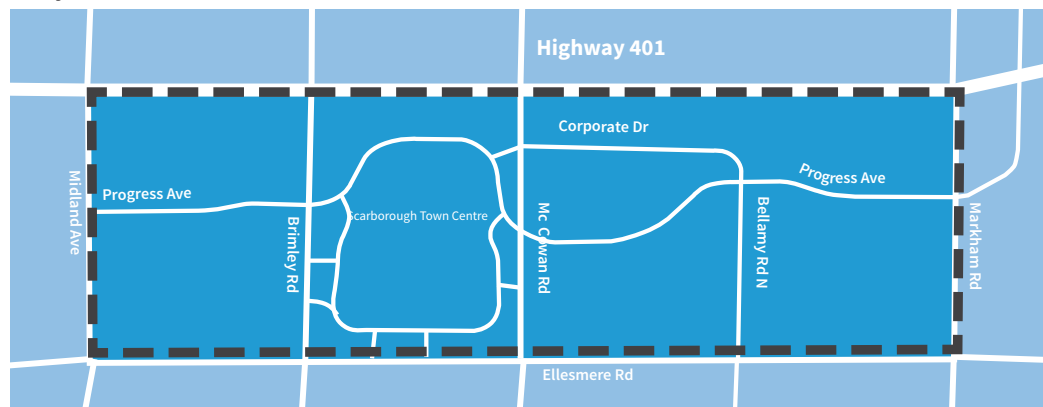 Highway 401
Corporate Dr
Midland Ave
Progress Ave
Progress Ave
Scarborough Town Centre
Brimley Rd
Mc Cowan Rd
Bellamy Rd N
Markham Rd
Ellesmere Rd